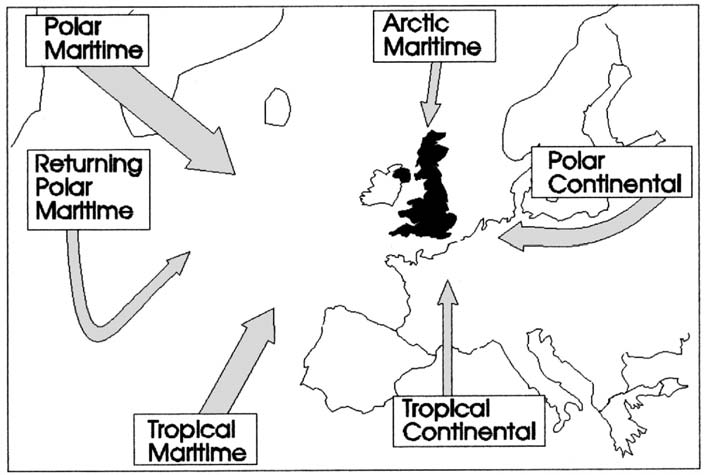 Polar
Maritime
Arctic
Maritime
Returning
Polar
Maritime
Polar
Continental
Tropical
Maritime
Tropical
Continental